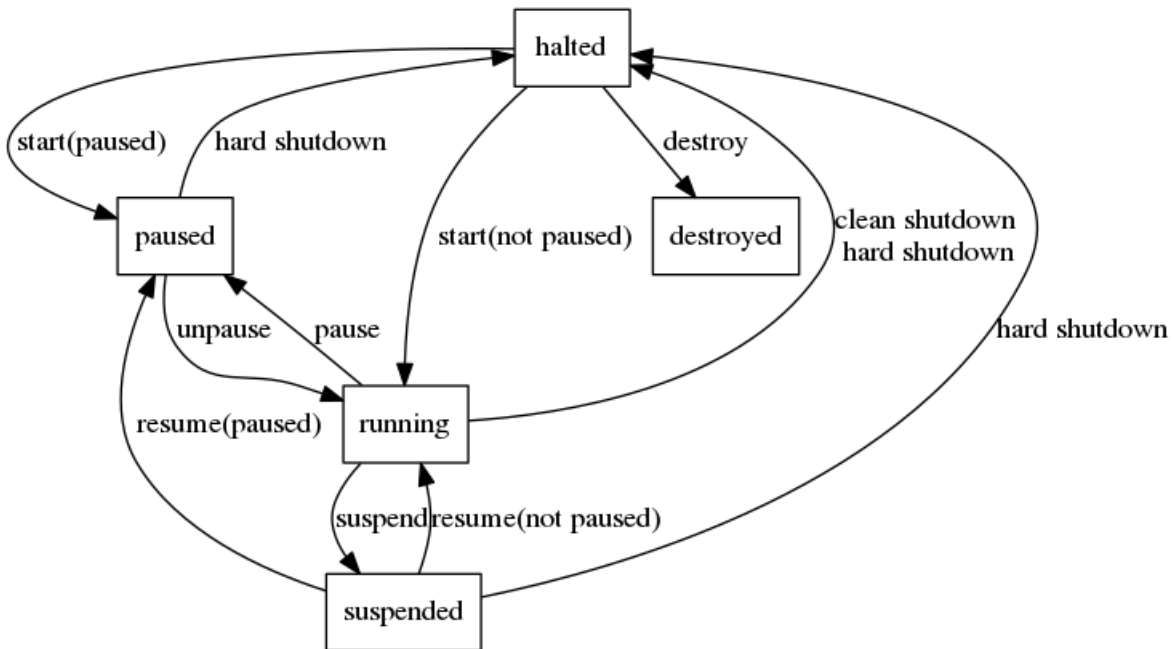 halted
start(paused)
hard shutdown
destroy
paused
start(not paused)
destroyed
clean shutdown
hard shutdown
unpause
pause
hard shutdown
resume(paused)
running
suspend
resume(not paused)
suspended